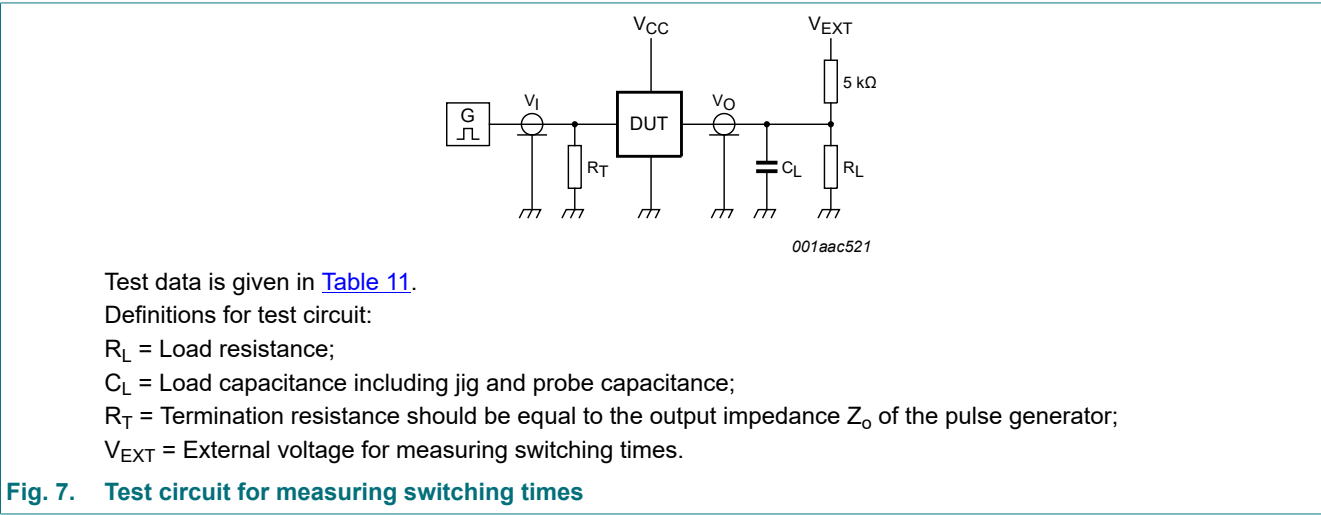 VCC
VEXT
5 kΩ
G
VI
DUT
VO
RT
CL
RL
001aac521
Test data is given in Table 11.
Definitions for test circuit:
RL = Load resistance;
CL = Load capacitance including jig and probe capacitance;
RT = Termination resistance should be equal to the output impedance Zo of the pulse generator;
VEXT = External voltage for measuring switching times.
Fig. 7. Test circuit for measuring switching times